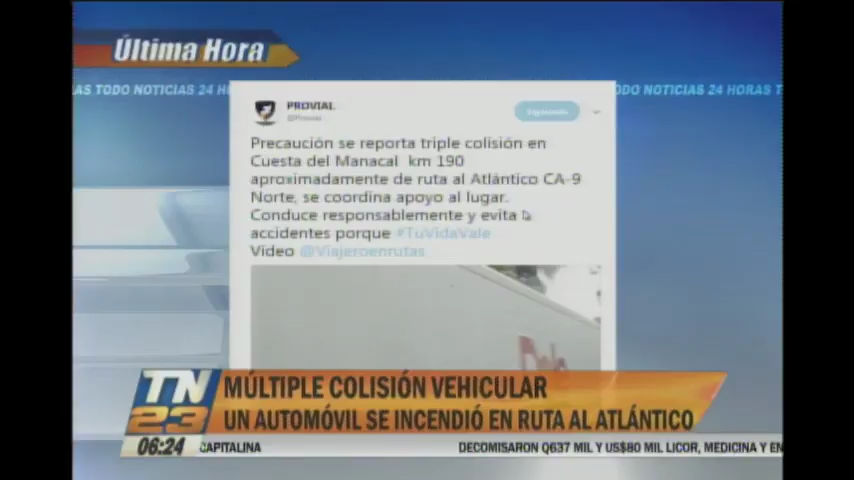 Última Hora
AS TODO NOTICIAS 24 H
DO NOTICIAS 24 HORAS T
PROVIAL
@Provial
Siguiendo
Precaución se reporta triple colisión en
Cuesta del Manacal km 190
aproximadamente de ruta al Atlántico CA-9
Norte, se coordina apoyo al lugar.
Conduce responsablemente y evita
accidentes porque #TuVidaVale
Video @Viajeroenrutas
TN
23
MÚLTIPLE COLISIÓN VEHICULAR
UN AUTOMÓVIL SE INCENDIÓ EN RUTA AL ATLÁNTICO
06:24
CAPITALINA
DECOMISARON Q637 MIL Y US$80 MIL LICOR, MEDICINA Y EN